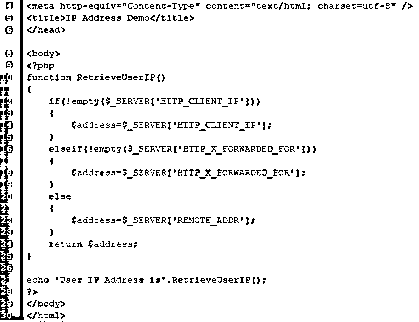 <meta http-equiv="Content-Type" content="text/html; charset=utf-8" />
<title>IP Address Demo</title>
</head>
<body>
<?php
function RetrieveUserIP()
{
if(!empty($_SERVER['HTTP_CLIENT_IP']))
{
$address=$_SERVER['HTTP_CLIENT_IP'];
}
elseif(!empty($_SERVER['HTTP_X_FORWARDED_FOR']))
{
$address=$_SERVER['HTTP_X_FORWARDED_FOR'];
}
else
{
$address=$_SERVER['REMOTE_ADDR'];
}
return $address;
}
echo "User IP Address is".RetrieveUserIP();
?>
</body>
</html>